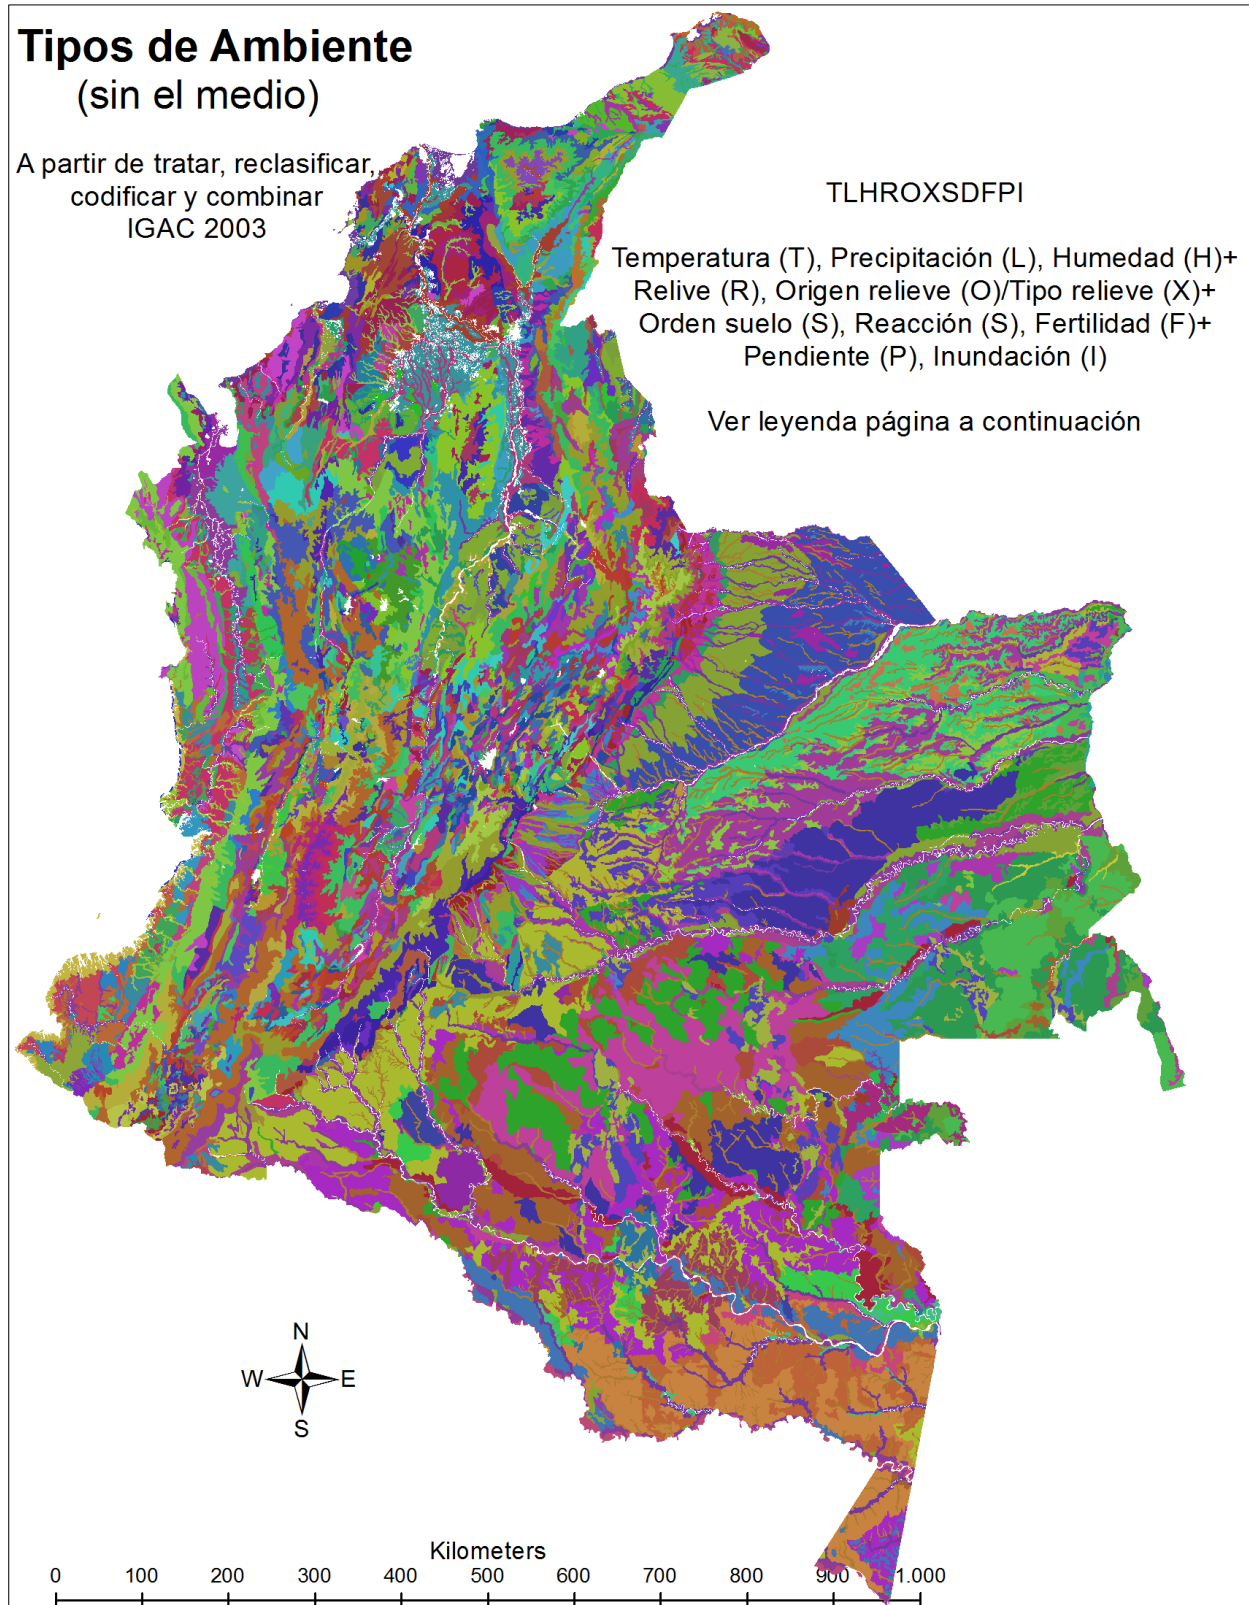 Tipos de Ambiente
(sin el medio)
A partir de tratar, reclasificar,
codificar y combinar
IGAC 2003
TLHROXSDFPI
Temperatura (T), Precipitación (L), Humedad (H)+
Relive (R), Origen relieve (O)/Tipo relieve (X)+
Orden suelo (S), Reacción (S), Fertilidad (F)+
Pendiente (P), Inundación (I)
Ver leyenda página a continuación
N
W E
S
Kilometers
0 100 200 300 400 500 600 700 800 900 1.000